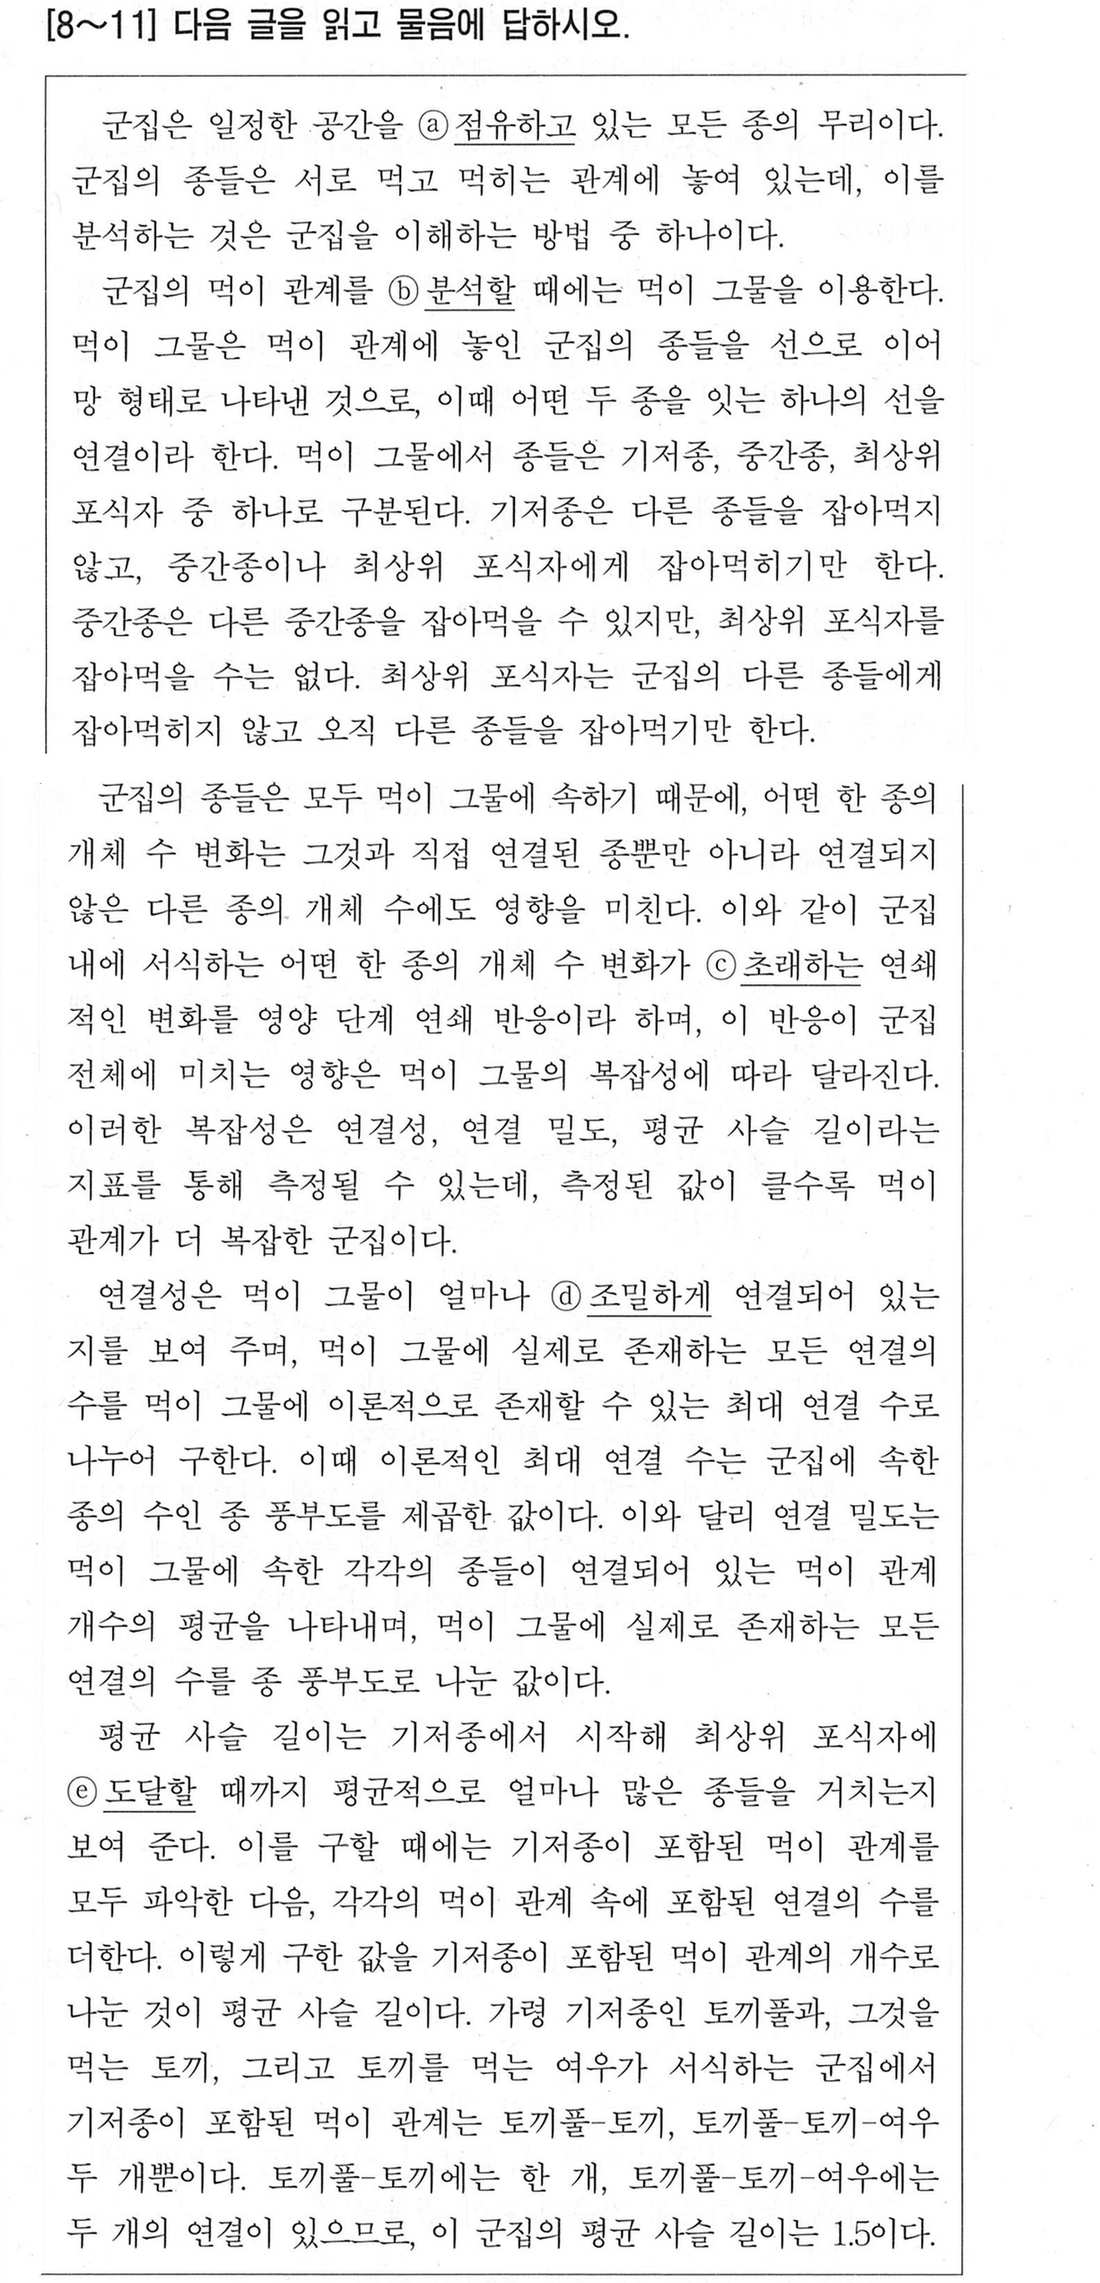 [8～11] 다음 글을 읽고 물음에 답하시오.
군집은 일정한 공간을 ⓐ점유하고 있는 모든 종의 무리이다.
군집의 종들은 서로 먹고 먹히는 관계에 놓여 있는데, 이를
분석하는 것은 군집을 이해하는 방법 중 하나이다.
군집의 먹이 관계를 ⓑ분석할 때에는 먹이 그물을 이용한다.
먹이 그물은 먹이 관계에 놓인 군집의 종들을 선으로 이어
망 형태로 나타낸 것으로, 이때 어떤 두 종을 잇는 하나의 선을
연결이라 한다. 먹이 그물에서 종들은 기저종, 중간종, 최상위
포식자 중 하나로 구분된다. 기저종은 다른 종들을 잡아먹지
않고, 중간종이나 최상위 포식자에게 잡아먹히기만 한다.
중간종은 다른 중간종을 잡아먹을 수 있지만, 최상위 포식자를
잡아먹을 수는 없다. 최상위 포식자는 군집의 다른 종들에게
잡아먹히지 않고 오직 다른 종들을 잡아먹기만 한다.
군집의 종들은 모두 먹이 그물에 속하기 때문에, 어떤 한 종의
개체 수 변화는 그것과 직접 연결된 종뿐만 아니라 연결되지
않은 다른 종의 개체 수에도 영향을 미친다. 이와 같이 군집
내에 서식하는 어떤 한 종의 개체 수 변화가 ⓒ초래하는 연쇄
적인 변화를 영양 단계 연쇄 반응이라 하며, 이 반응이 군집
전체에 미치는 영향은 먹이 그물의 복잡성에 따라 달라진다.
이러한 복잡성은 연결성, 연결 밀도, 평균 사슬 길이라는
지표를 통해 측정될 수 있는데, 측정된 값이 클수록 먹이
관계가 더 복잡한 군집이다.
연결성은 먹이 그물이 얼마나 ⓓ조밀하게 연결되어 있는
지를 보여 주며, 먹이 그물에 실제로 존재하는 모든 연결의
수를 먹이 그물에 이론적으로 존재할 수 있는 최대 연결 수로
나누어 구한다. 이때 이론적인 최대 연결 수는 군집에 속한
종의 수인 종 풍부도를 제곱한 값이다. 이와 달리 연결 밀도는
먹이 그물에 속한 각각의 종들이 연결되어 있는 먹이 관계
개수의 평균을 나타내며, 먹이 그물에 실제로 존재하는 모든
연결의 수를 종 풍부도로 나눈 값이다.
평균 사슬 길이는 기저종에서 시작해 최상위 포식자에
ⓔ도달할 때까지 평균적으로 얼마나 많은 종들을 거치는지
보여 준다. 이를 구할 때에는 기저종이 포함된 먹이 관계를
모두 파악한 다음, 각각의 먹이 관계 속에 포함된 연결의 수를
더한다. 이렇게 구한 값을 기저종이 포함된 먹이 관계의 개수로
나눈 것이 평균 사슬 길이다. 가령 기저종인 토끼풀과, 그것을
먹는 토끼, 그리고 토끼를 먹는 여우가 서식하는 군집에서
기저종이 포함된 먹이 관계는 토끼풀-토끼, 토끼풀-토끼-여우
두 개뿐이다. 토끼풀-토끼에는 한 개, 토끼풀-토끼-여우에는
두 개의 연결이 있으므로, 이 군집의 평균 사슬 길이는 1.5이다.